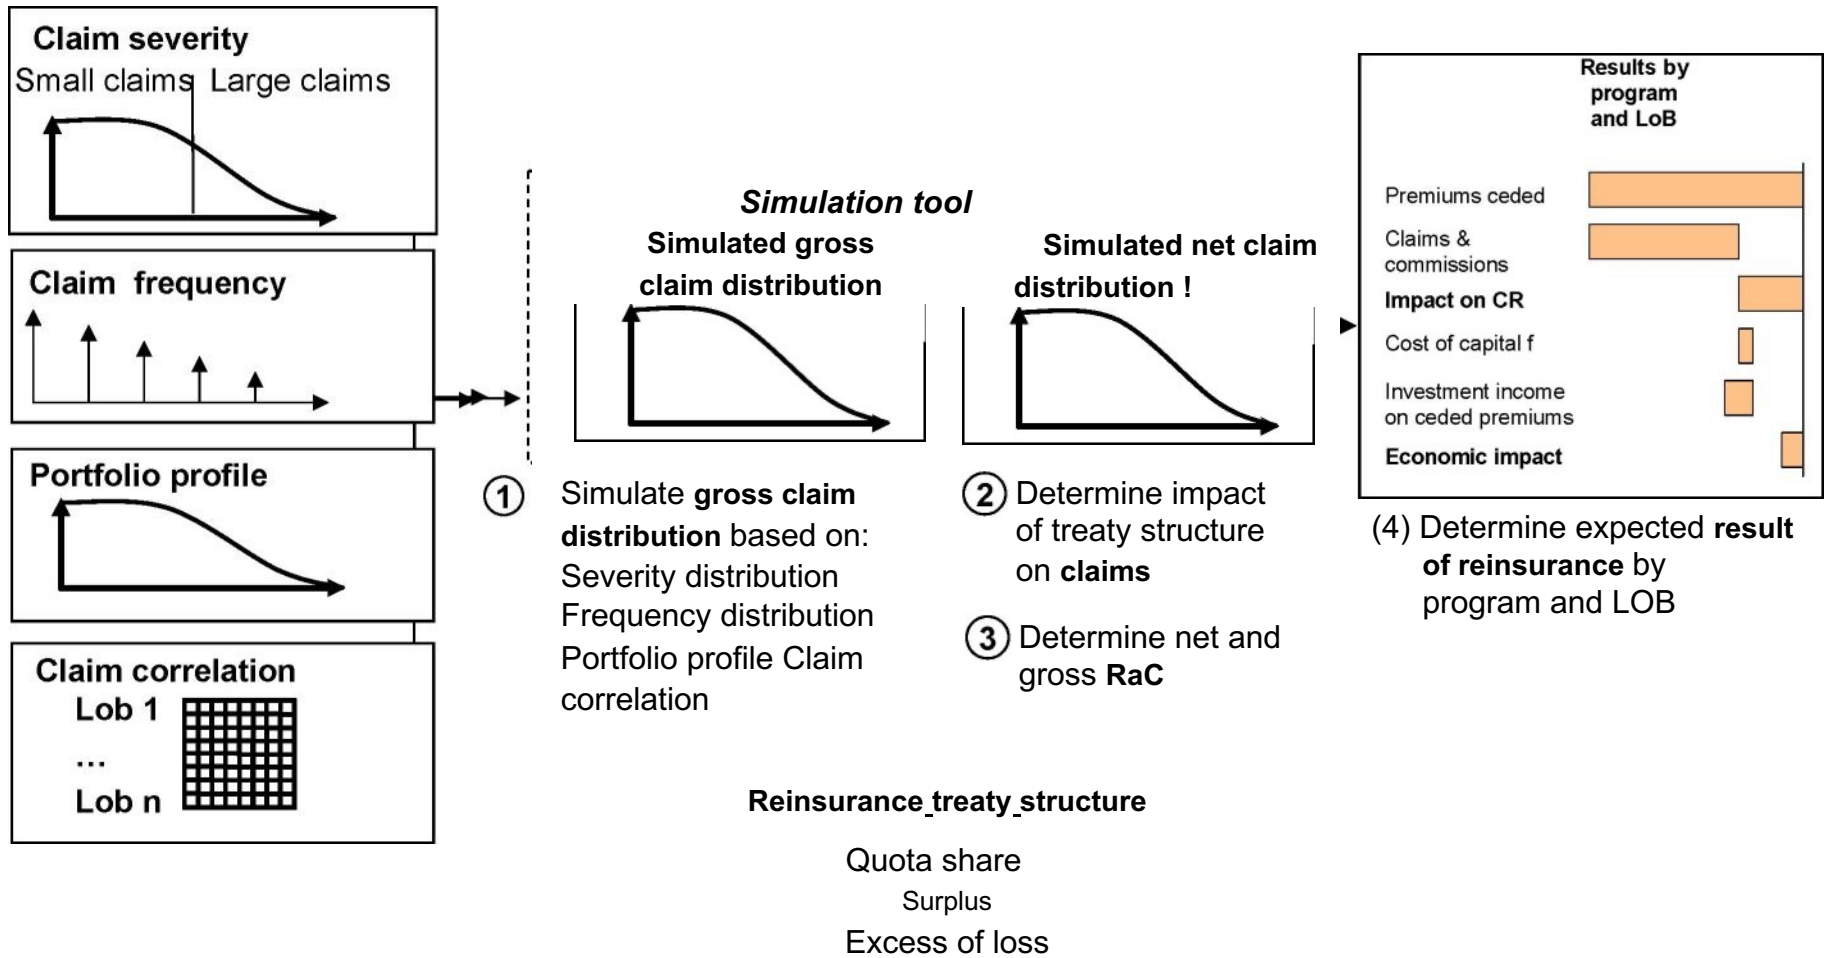 Claim severity
Small claims Large claims
Claim frequency
Portfolio profile
Claim correlation
Lob 1
...
Lob n
Simulation tool
Simulated gross
claim distribution
Simulated net claim
distribution !
1 Simulate gross claim
distribution based on:
Severity distribution
Frequency distribution
Portfolio profile Claim
correlation
2 Determine impact
of treaty structure
on claims
3 Determine net and
gross RaC
Reinsurance treaty structure
Quota share
Surplus
Excess of loss
Results by
program
and LoB
Premiums ceded
Claims &
commissions
Impact on CR
Cost of capital f
Investment income
on ceded premiums
Economic impact
(4) Determine expected result
of reinsurance by
program and LOB